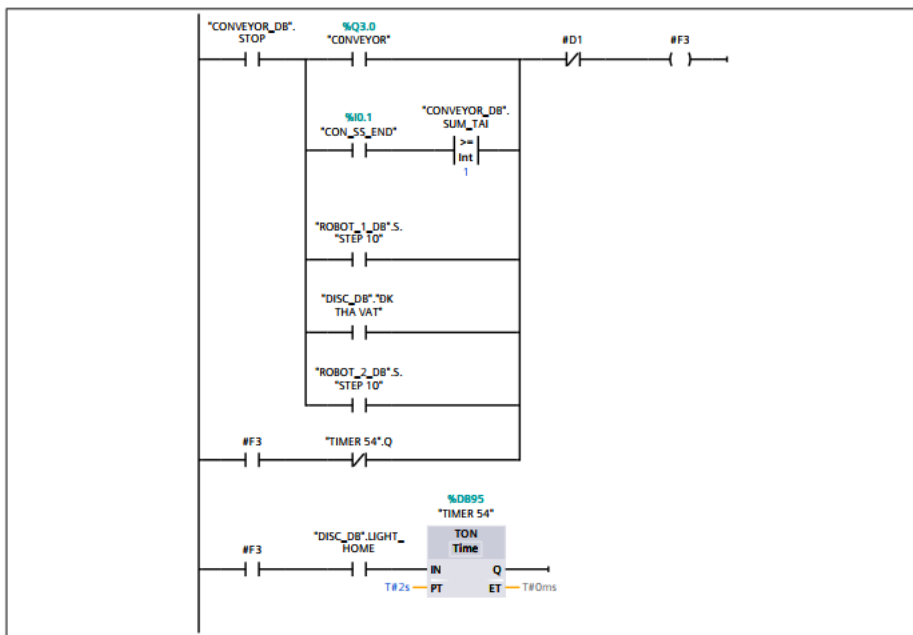 "CONVEYOR_DB".
STOP
%Q3.0
"CONVEYOR"
#D1
#F3
%I0.1
"CON_SS_END"
"CONVEYOR_DB".
SUM_TAI
>=
Int
1
"ROBOT_1_DB".S.
"STEP 10"
"DISC_DB"."ĐK
THA VAT"
"ROBOT_2_DB".S.
"STEP 10"
#F3
"TIMER 54".Q
%DB95
"TIMER 54"
#F3
"DISC_DB".LIGHT_
HOME
TON
Time
IN
Q
T#2s
PT
ET
T#0ms